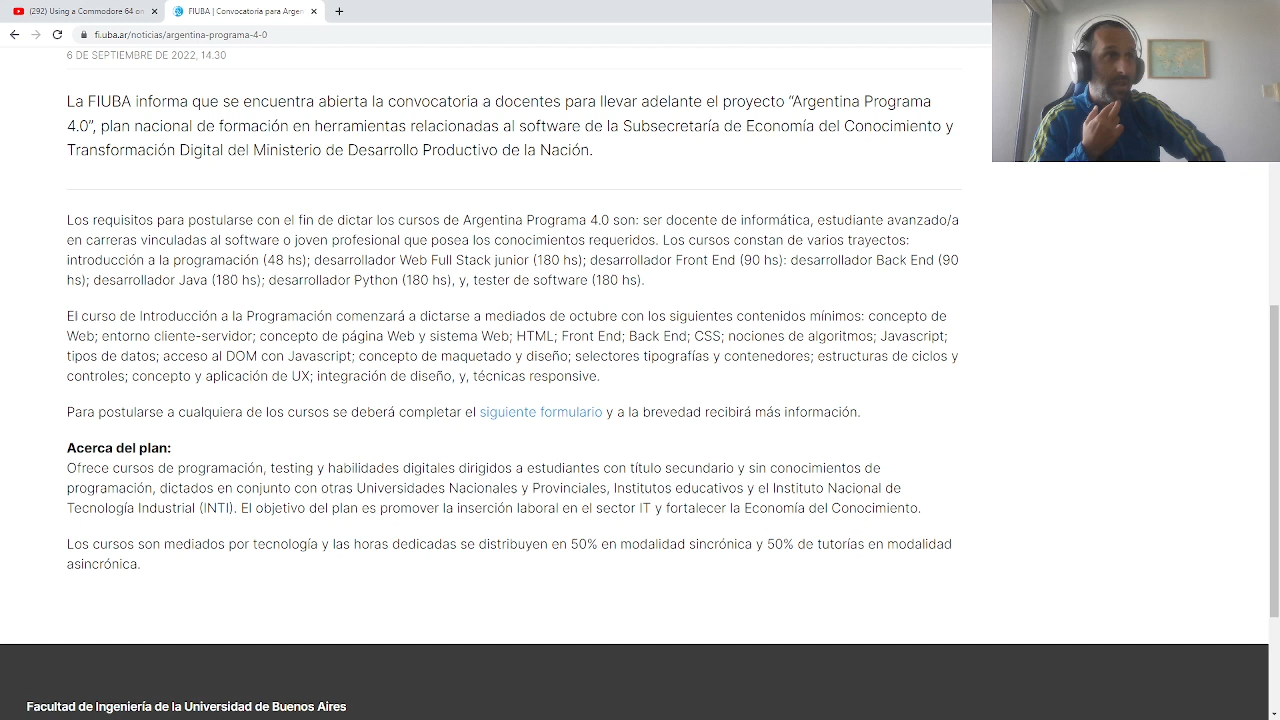 (292) Using a Commodore 64 on
FIUBA | Convocatoria para Argen
fi.uba.ar/noticias/argentina-programa-4-0
6 DE SEPTIEMBRE DE 2022, 14.30
La FIUBA informa que se encuentra abierta la convocatoria a docentes para llevar adelante el proyecto “Argentina Programa
4.0”, plan nacional de formación en herramientas relacionadas al software de la Subsecretaría de Economía del Conocimiento y
Transformación Digital del Ministerio de Desarrollo Productivo de la Nación.
Los requisitos para postularse con el fin de dictar los cursos de Argentina Programa 4.0 son: ser docente de informática, estudiante avanzado/a
en carreras vinculadas al software o joven profesional que posea los conocimientos requeridos. Los cursos constan de varios trayectos:
introducción a la programación (48 hs); desarrollador Web Full Stack junior (180 hs); desarrollador Front End (90 hs): desarrollador Back End (90
hs); desarrollador Java (180 hs); desarrollador Python (180 hs), y, tester de software (180 hs).
El curso de Introducción a la Programación comenzará a dictarse a mediados de octubre con los siguientes contenidos mínimos: concepto de
Web; entorno cliente-servidor; concepto de página Web y sistema Web; HTML; Front End; Back End; CSS; nociones de algoritmos; Javascript;
tipos de datos; acceso al DOM con Javascript; concepto de maquetado y diseño; selectores tipografías y contenedores; estructuras de ciclos y
controles; concepto y aplicación de UX; integración de diseño, y, técnicas responsive.
Para postularse a cualquiera de los cursos se deberá completar el siguiente formulario y a la brevedad recibirá más información.
Acerca del plan:
Ofrece cursos de programación, testing y habilidades digitales dirigidos a estudiantes con título secundario y sin conocimientos de
programación, dictados en conjunto con otras Universidades Nacionales y Provinciales, Institutos educativos y el Instituto Nacional de
Tecnología Industrial (INTI). El objetivo del plan es promover la inserción laboral en el sector IT y fortalecer la Economía del Conocimiento.
Los cursos son mediados por tecnología y las horas dedicadas se distribuyen en 50% en modalidad sincrónica y 50% de tutorías en modalidad
asincrónica.
Facultad de Ingeniería de la Universidad de Buenos Aires